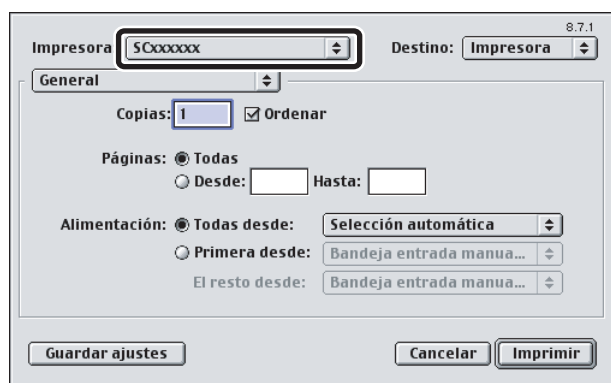 8.7.1
Impresora SCxxxxxx Destino: Impresora
General
Copias: 1 Ordenar
Páginas: Todas
Desde: Hasta:
Alimentación: Todas desde: Selección automática
Primera desde: Bandeja entrada manua...
El resto desde: Bandeja entrada manua...
Guardar ajustes Cancelar Imprimir